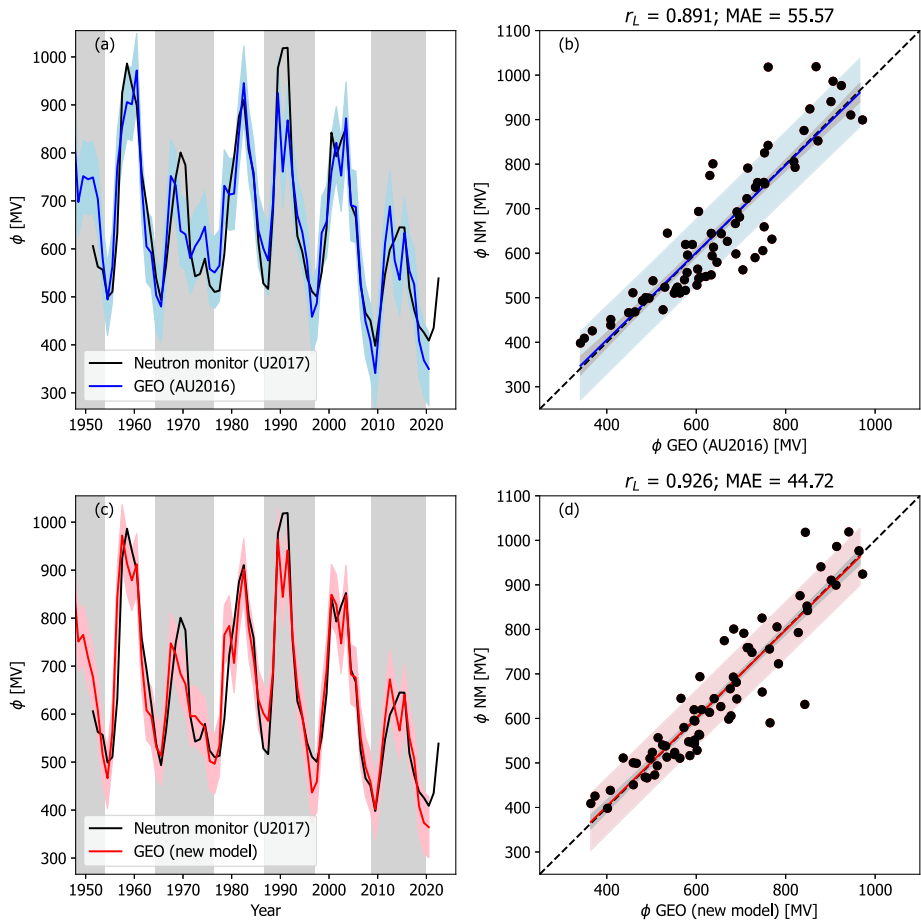 (a)
1000
900
800
700
600
500
400
300
ϕ [MV]
Neutron monitor (U2017)
GEO (AU2016)
1950 1960 1970 1980 1990 2000 2010 2020
r_L = 0.891; MAE = 55.57
(b)
1100
1000
900
800
700
600
500
400
300
ϕ NM [MV]
400 600 800 1000
ϕ GEO (AU2016) [MV]
(c)
1000
900
800
700
600
500
400
300
ϕ [MV]
Neutron monitor (U2017)
GEO (new model)
1950 1960 1970 1980 1990 2000 2010 2020
Year
r_L = 0.926; MAE = 44.72
(d)
1100
1000
900
800
700
600
500
400
300
ϕ NM [MV]
400 600 800 1000
ϕ GEO (new model) [MV]